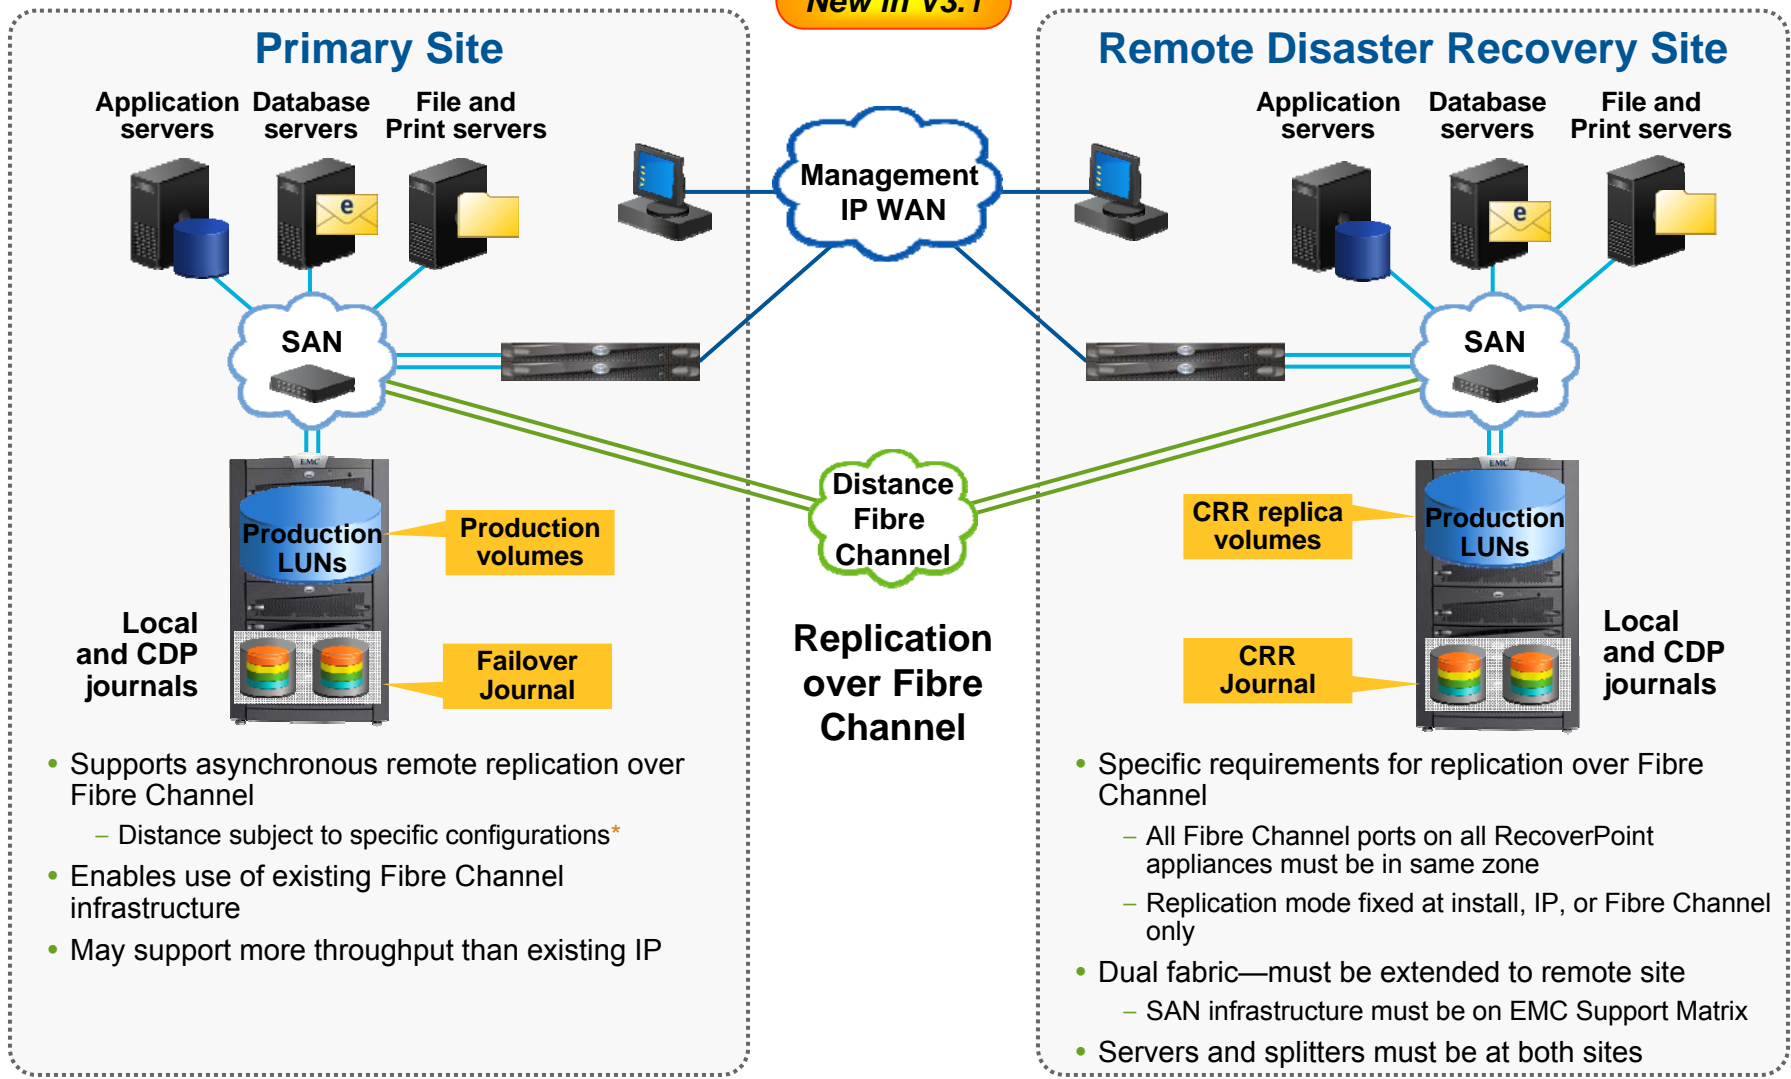 New in V3.1
Primary Site
Application
servers
Database
servers
File and
Print servers
e
SAN
EMC
Production
LUNs
Production
volumes
Local
and CDP
journals
Failover
Journal
• Supports asynchronous remote replication over
Fibre Channel
– Distance subject to specific configurations*
• Enables use of existing Fibre Channel
infrastructure
• May support more throughput than existing IP
Management
IP WAN
Distance
Fibre
Channel
Replication
over Fibre
Channel
Remote Disaster Recovery Site
Application
servers
Database
servers
File and
Print servers
e
SAN
EMC
CRR replica
volumes
Production
LUNs
CRR
Journal
Local
and CDP
journals
• Specific requirements for replication over Fibre
Channel
– All Fibre Channel ports on all RecoverPoint
appliances must be in same zone
– Replication mode fixed at install, IP, or Fibre Channel
only
• Dual fabric—must be extended to remote site
– SAN infrastructure must be on EMC Support Matrix
• Servers and splitters must be at both sites